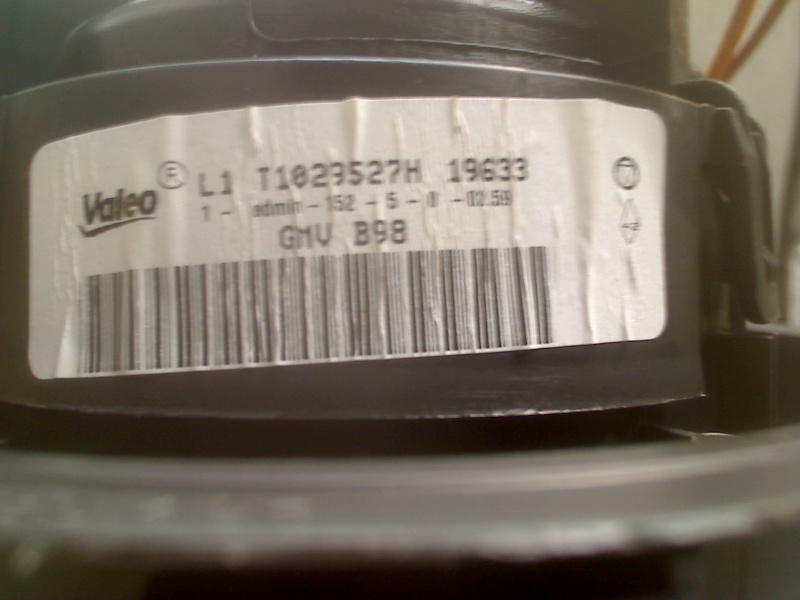 Valeo ® L1 T1029527H 19633
1 - admin - 152 - 5 - 0 - 02:59
GMV B98